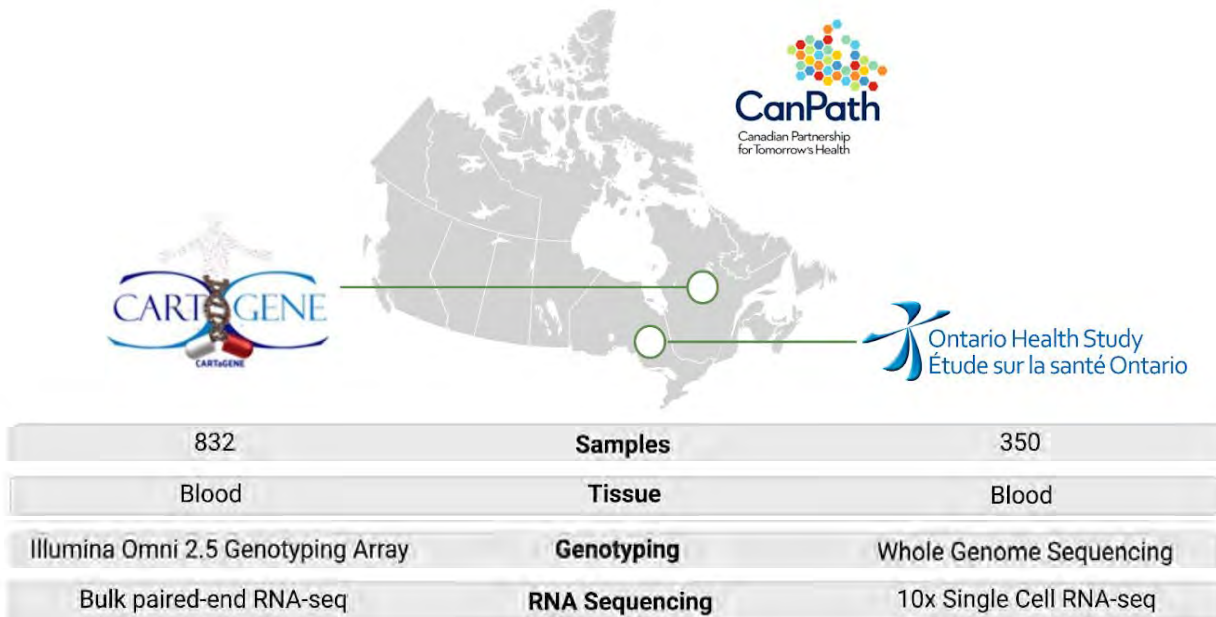 CanPath
Canadian Partnership
for Tomorrow's Health
CARTaGENE
CARTaGENE
Ontario Health Study
Étude sur la santé Ontario
832 Samples 350
Blood Tissue Blood
Illumina Omni 2.5 Genotyping Array Genotyping Whole Genome Sequencing
Bulk paired-end RNA-seq RNA Sequencing 10x Single Cell RNA-seq